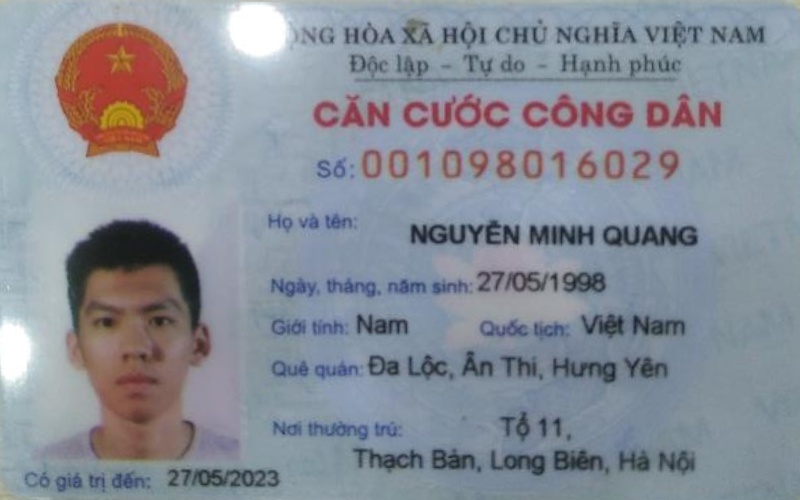 CỘNG HÒA XÃ HỘI CHỦ NGHĨA VIỆT NAM
Độc lập - Tự do - Hạnh phúc
CĂN CƯỚC CÔNG DÂN
Số: 001098016029
Họ và tên: NGUYỄN MINH QUANG
Ngày, tháng, năm sinh: 27/05/1998
Giới tính: Nam Quốc tịch: Việt Nam
Quê quán: Đa Lộc, Ân Thi, Hưng Yên
Nơi thường trú: Tổ 11,
Thạch Bàn, Long Biên, Hà Nội
Có giá trị đến: 27/05/2023